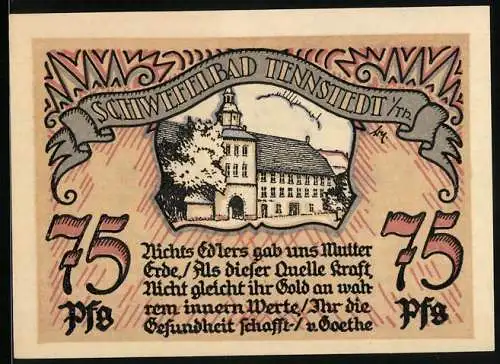 SCHWEFELBAD TENNSTEDT i/Th.
75 Pfg
75 Pfg
Nichts Edlers gab uns Mutter
Erde,/Als dieser Quelle Kraft,
Nicht gleicht ihr Gold an wah-
rem innern Werte,/Ihr die
Gesundheit schafft-/ v. Goethe